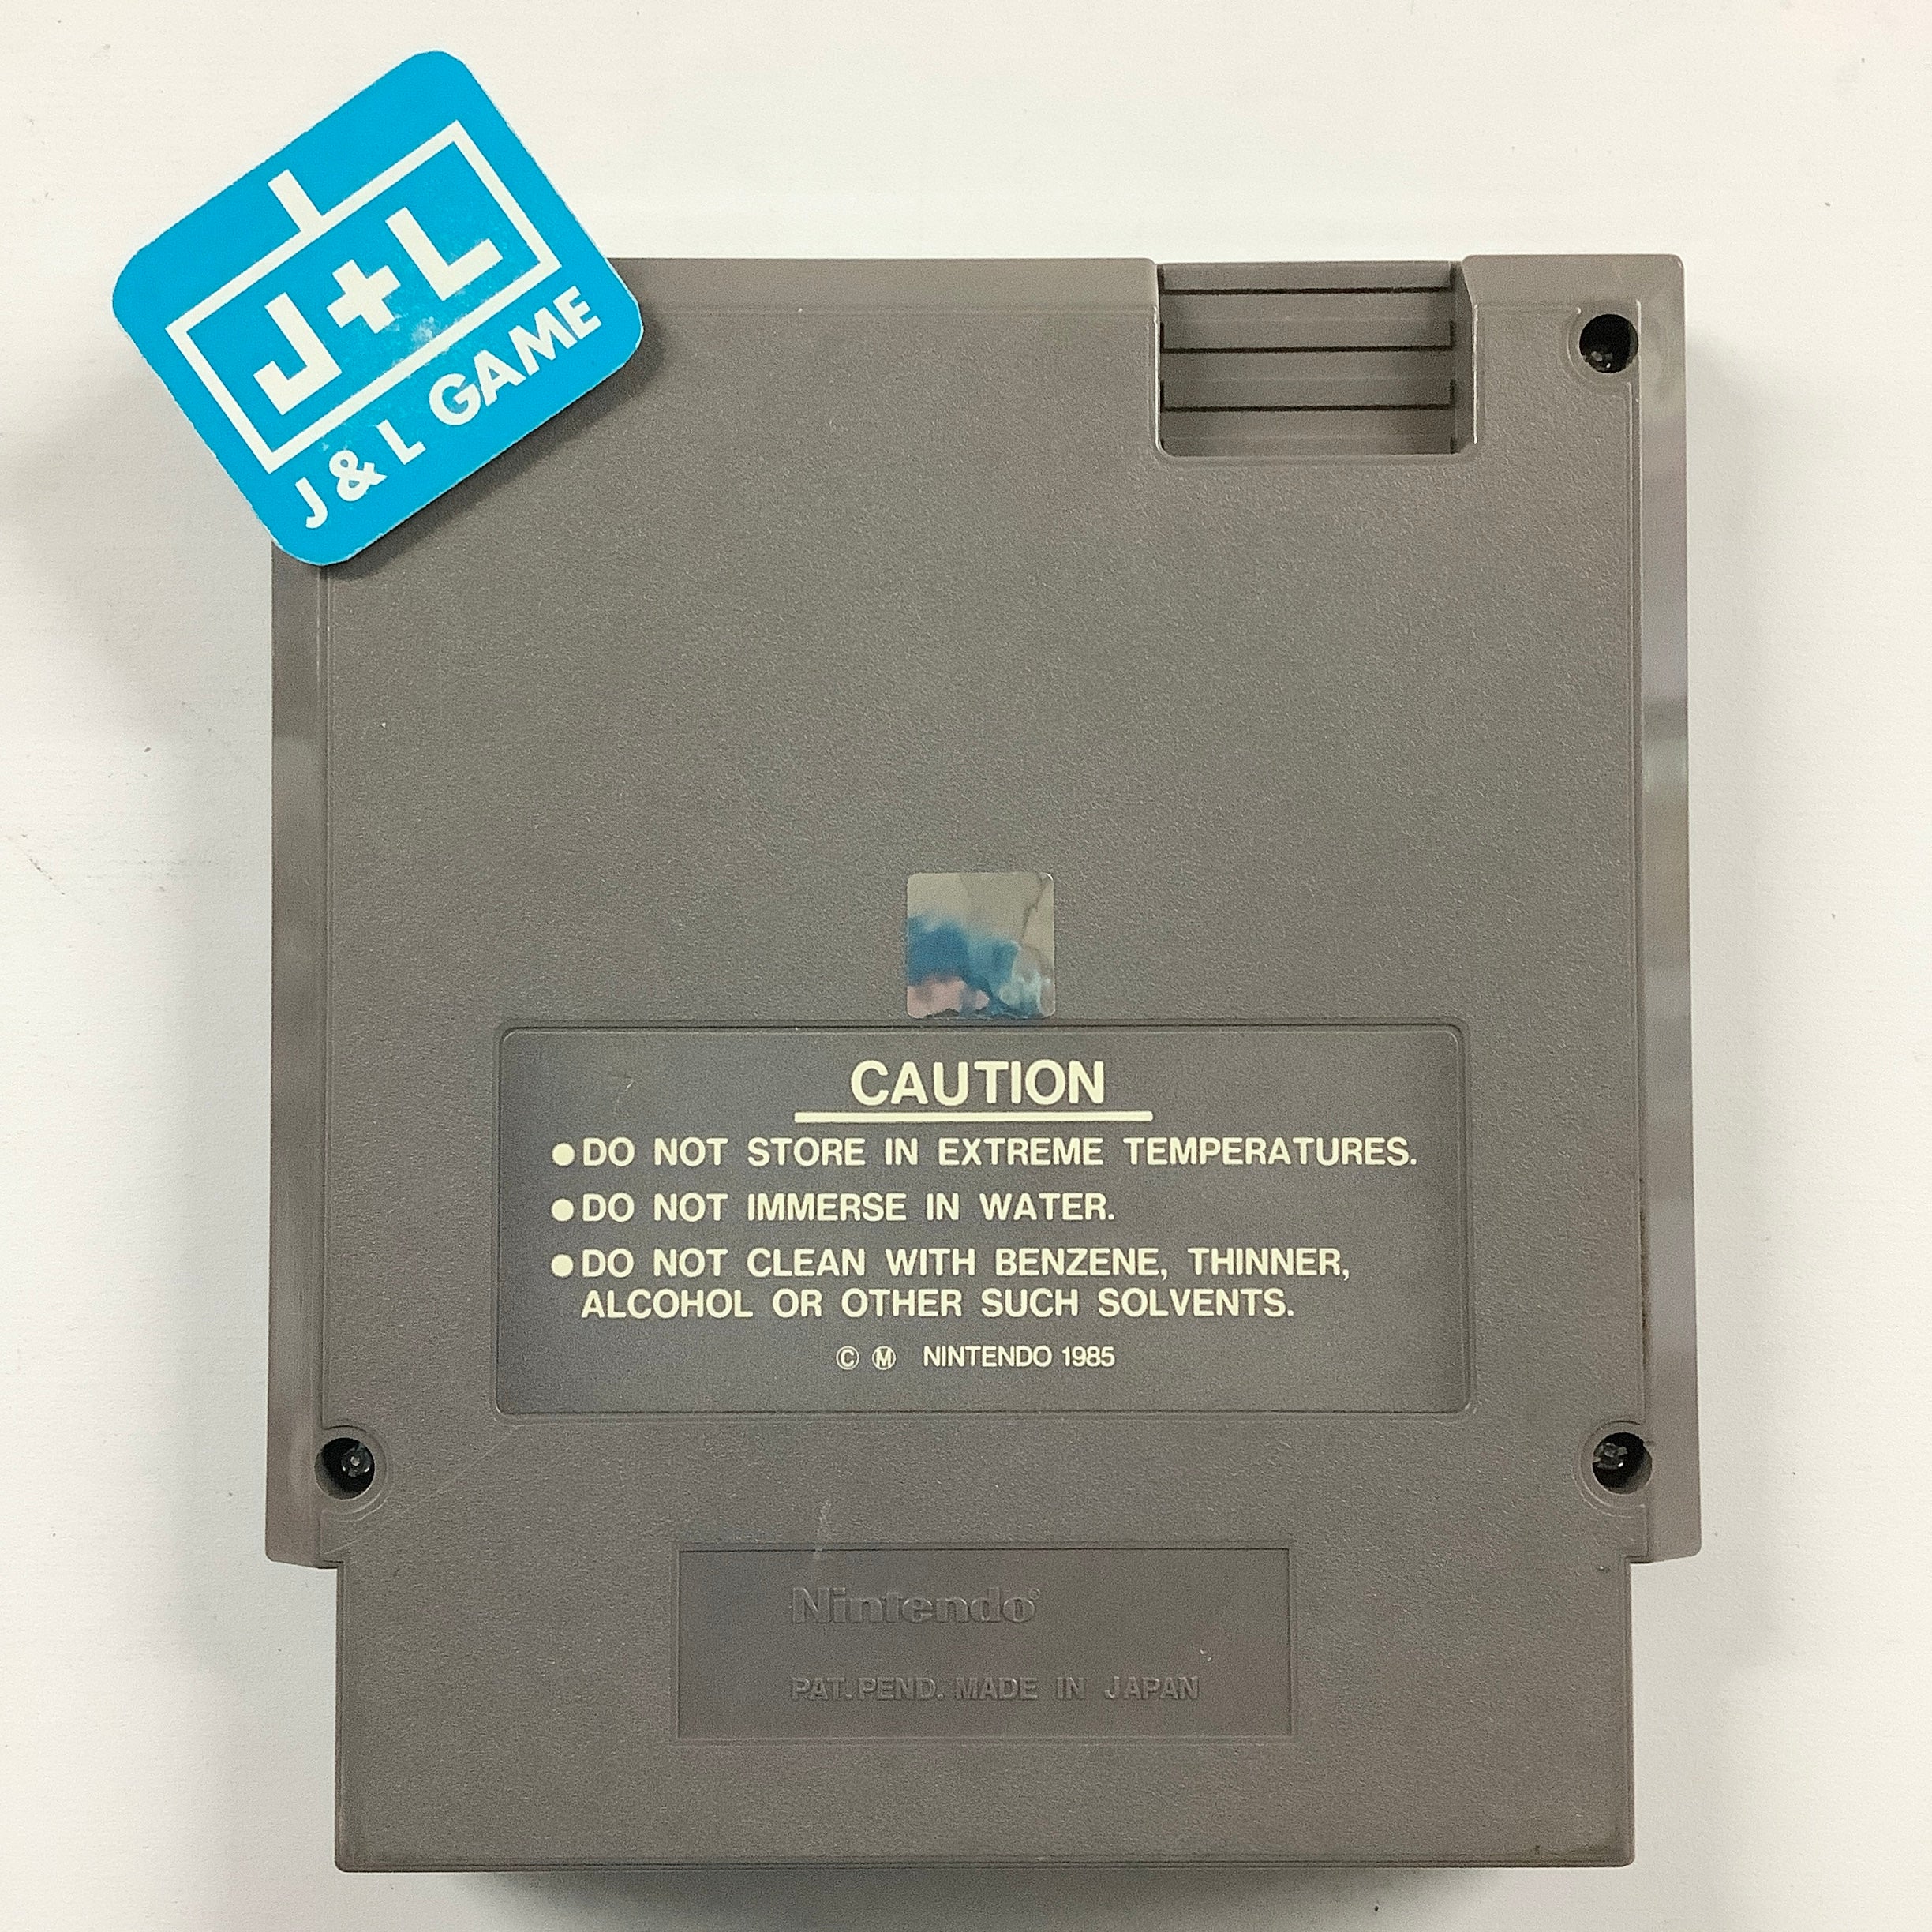 J+L
J & L GAME
CAUTION
●DO NOT STORE IN EXTREME TEMPERATURES.
●DO NOT IMMERSE IN WATER.
●DO NOT CLEAN WITH BENZENE, THINNER,
ALCOHOL OR OTHER SUCH SOLVENTS.
© Ⓜ NINTENDO 1985
Nintendo®
PAT. PEND. MADE IN JAPAN